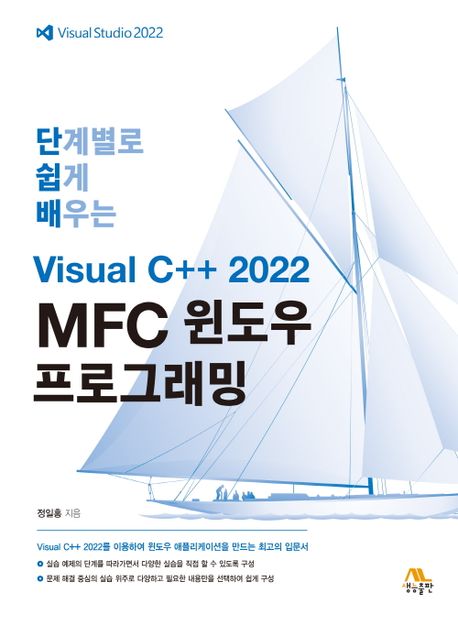 Visual Studio 2022
단계별로
쉽게
배우는
Visual C++ 2022
MFC 윈도우
프로그래밍
정일홍 지음
Visual C++ 2022를 이용하여 윈도우 애플리케이션을 만드는 최고의 입문서
실습 예제의 단계를 따라가면서 다양한 실습을 직접 할 수 있도록 구성
문제 해결 중심의 실습 위주로 다양하고 필요한 내용만을 선택하여 쉽게 구성
생능출판